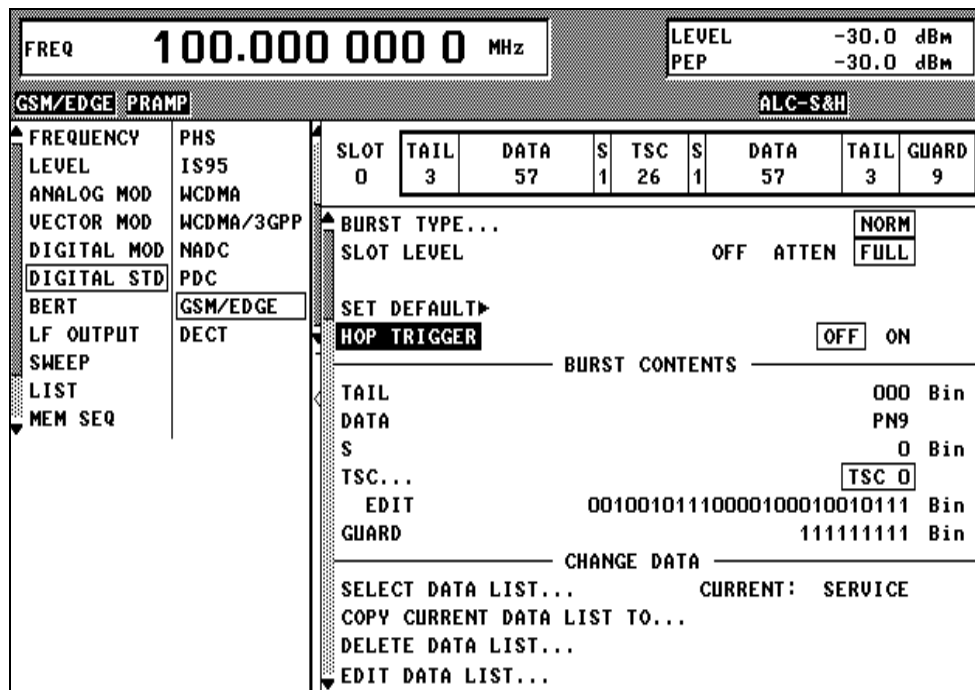 FREQ 100.000 000 0 MHz
LEVEL -30.0 dBm
PEP -30.0 dBm
GSM/EDGE PRAMP ALC-S&H
FREQUENCY
LEVEL
ANALOG MOD
VECTOR MOD
DIGITAL MOD
DIGITAL STD
BERT
LF OUTPUT
SWEEP
LIST
MEM SEQ
PHS
IS95
WCDMA
WCDMA/3GPP
NADC
PDC
GSM/EDGE
DECT
SLOT TAIL DATA S TSC S DATA TAIL GUARD
0 3 57 1 26 1 57 3 9
BURST TYPE... NORM
SLOT LEVEL OFF ATTEN FULL
SET DEFAULT▶
HOP TRIGGER OFF ON
BURST CONTENTS
TAIL 000 Bin
DATA PN9
S 0 Bin
TSC... TSC 0
EDIT 00100101110000100010010111 Bin
GUARD 111111111 Bin
CHANGE DATA
SELECT DATA LIST... CURRENT: SERVICE
COPY CURRENT DATA LIST TO...
DELETE DATA LIST...
EDIT DATA LIST...